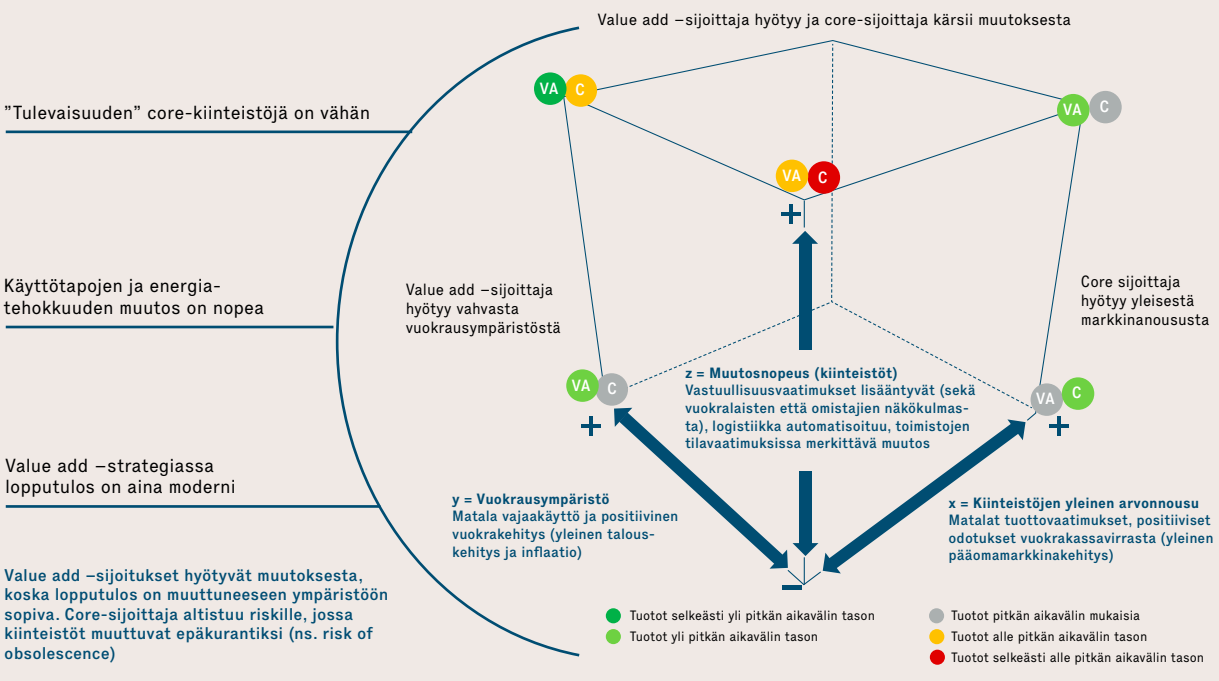 Value add –sijoittaja hyötyy ja core-sijoittaja kärsii muutoksesta
"Tulevaisuuden" core-kiinteistöjä on vähän
Käyttötapojen ja energia-
tehokkuuden muutos on nopea
Value add –strategiassa
lopputulos on aina moderni
Value add –sijoitukset hyötyvät muutoksesta,
koska lopputulos on muuttuneeseen ympäristöön
sopiva. Core-sijoittaja altistuu riskille, jossa
kiinteistöt muuttuvat epäkurantiksi (ns. risk of
obsolescence)
VA C
VA C
VA C
+
Value add –sijoittaja
hyötyy vahvasta
vuokrausympäristöstä
Core sijoittaja
hyötyy yleisestä
markkinanoususta
z = Muutosnopeus (kiinteistöt)
Vastuullisuusvaatimukset lisääntyvät (sekä
vuokralaisten että omistajien näkökulmas-
ta), logistiikka automatisoituu, toimistojen
tilavaatimuksissa merkittävä muutos
VA C
+
VA C
+
y = Vuokrausympäristö
Matala vajaakäyttö ja positiivinen
vuokrakehitys (yleinen talous-
kehitys ja inflaatio)
x = Kiinteistöjen yleinen arvonnousu
Matalat tuottovaatimukset, positiiviset
odotukset vuokrakassavirrasta (yleinen
pääomamarkkinakehitys)
–
Tuotot selkeästi yli pitkän aikavälin tason
Tuotot yli pitkän aikavälin tason
Tuotot pitkän aikavälin mukaisia
Tuotot alle pitkän aikavälin tason
Tuotot selkeästi alle pitkän aikavälin tason